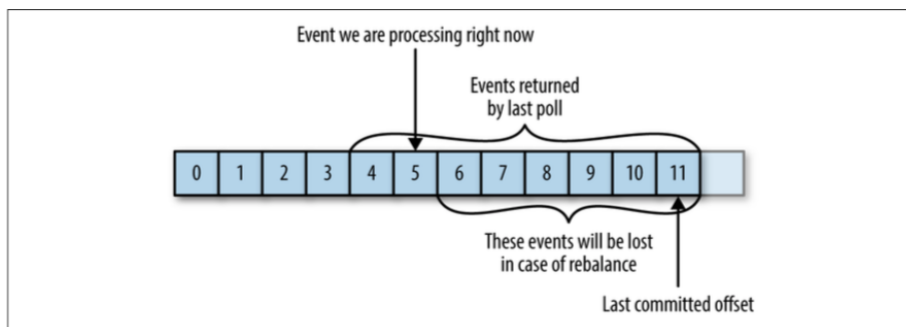 Event we are processing right now
Events returned
by last poll
0 1 2 3 4 5 6 7 8 9 10 11
These events will be lost
in case of rebalance
Last committed offset